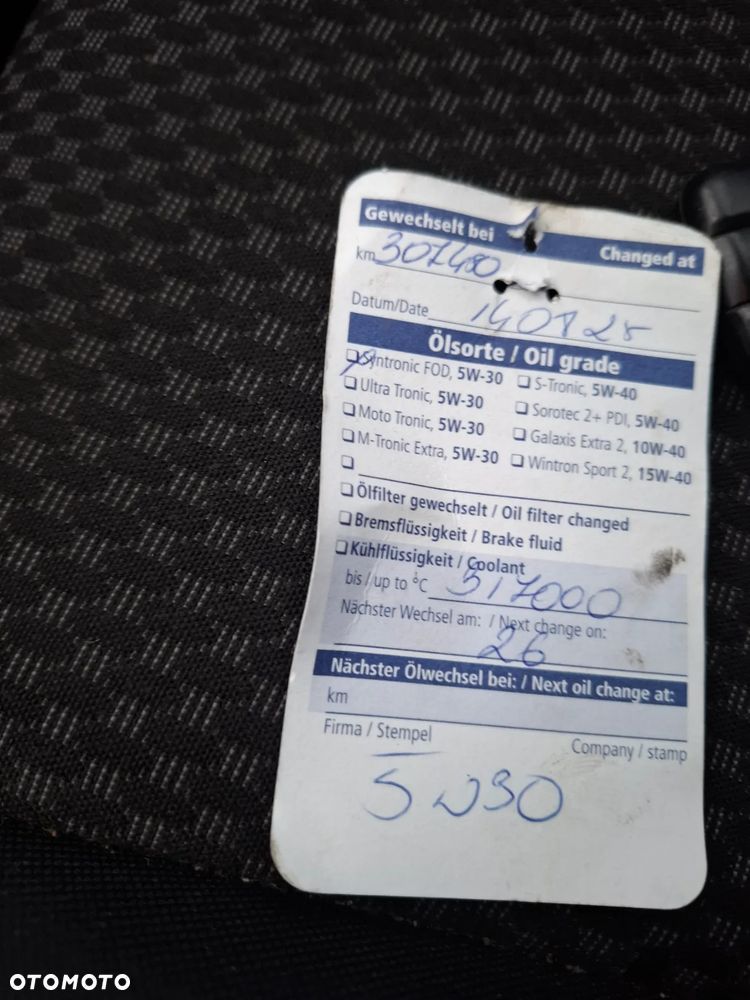 Gewechselt bei Changed at
km 307400
Datum/Date 140825
Ölsorte / Oil grade
❑ Syntronic FOD, 5W-30 ❑ S-Tronic, 5W-40
❑ Ultra Tronic, 5W-30 ❑ Sorotec 2+ PDI, 5W-40
❑ Moto Tronic, 5W-30 ❑ Galaxis Extra 2, 10W-40
❑ M-Tronic Extra, 5W-30 ❑ Wintron Sport 2, 15W-40
❑
❑ Ölfilter gewechselt / Oil filter changed
❑ Bremsflüssigkeit / Brake fluid
❑ Kühlflüssigkeit / Coolant
bis / up to °C 317000
Nächster Wechsel am: / Next change on:
26
Nächster Ölwechsel bei: / Next oil change at:
km
Firma / Stempel Company / stamp
5W30
OTOMOTO